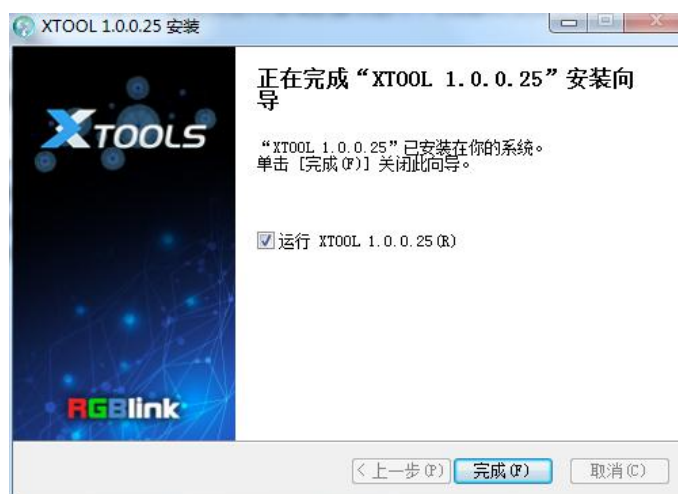 XTOOL 1.0.0.25 安装
XTOOLS
正在完成“XTOOL 1.0.0.25”安装向
导
“XTOOL 1.0.0.25”已安装在你的系统。
单击 [完成(F)] 关闭此向导。
运行 XTOOL 1.0.0.25(R)
RGBlink
< 上一步(P) 完成(F) 取消(C)